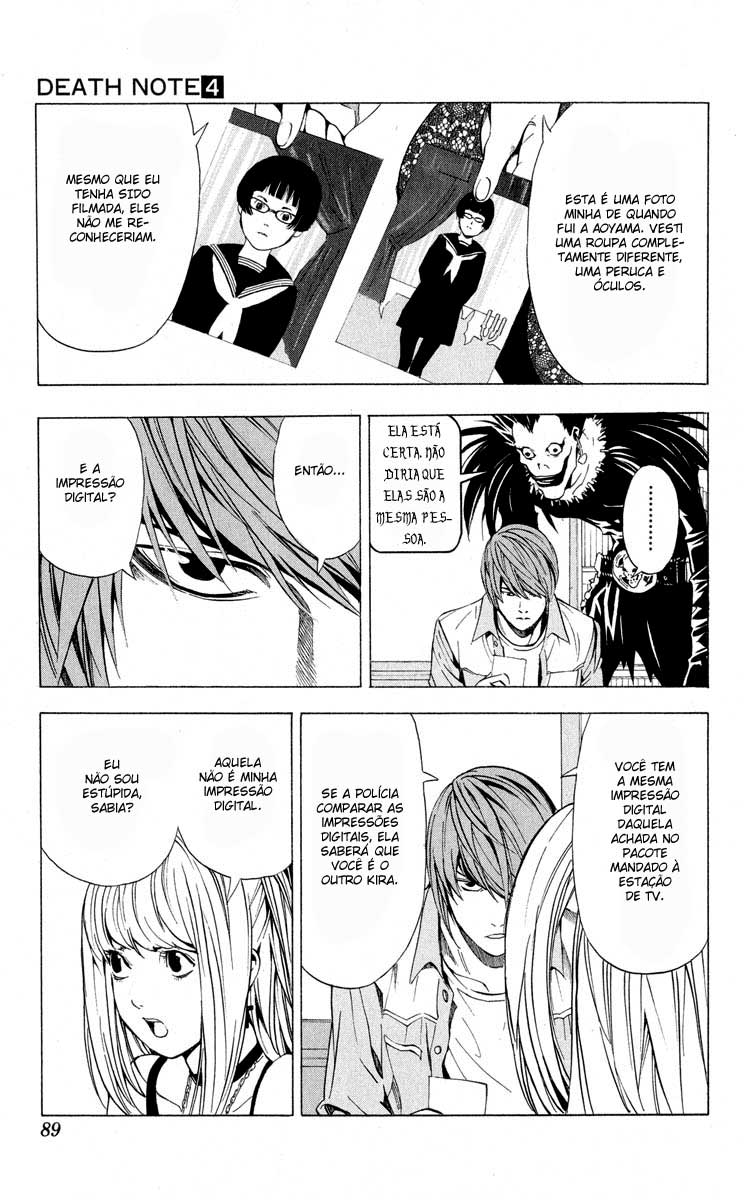 DEATH NOTE 4
ESTA É UMA FOTO
MINHA DE QUANDO
FUI A AOYAMA. VESTI
UMA ROUPA COMPLE-
TAMENTE DIFERENTE,
UMA PERUCA E
ÓCULOS.
MESMO QUE EU
TENHA SIDO
FILMADA, ELES
NÃO ME RE-
CONHECERIAM.
.........
ELA ESTÁ
CERTA. NÃO
DIRIA QUE
ELAS SÃO A
MESMA PES-
SOA.
ENTÃO...
E A
IMPRESSÃO
DIGITAL?
VOCÊ TEM
A MESMA
IMPRESSÃO
DIGITAL
DAQUELA
ACHADA NO
PACOTE
MANDADO À
ESTAÇÃO
DE TV.
SE A POLÍCIA
COMPARAR AS
IMPRESSÕES
DIGITAIS, ELA
SABERÁ QUE
VOCÊ É O
OUTRO KIRA.
AQUELA
NÃO É MINHA
IMPRESSÃO
DIGITAL.
EU
NÃO SOU
ESTÚPIDA,
SABIA?
89